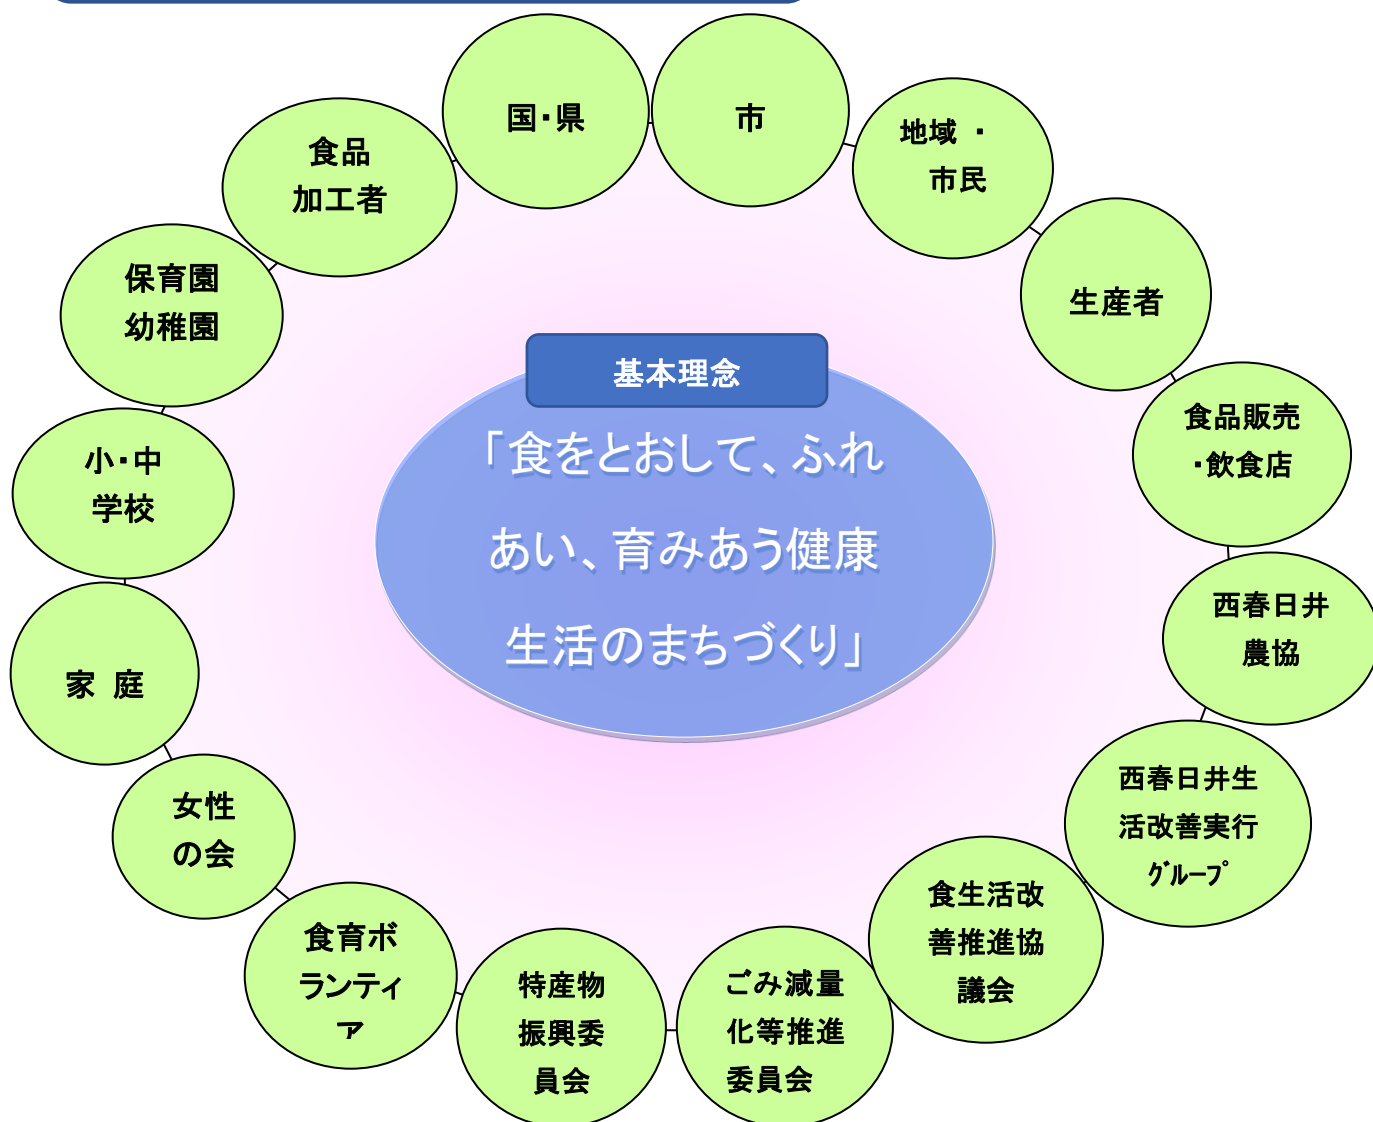 国・県
市
地域 ・
市民
生産者
食品販売
・飲食店
西春日井
農協
西春日井生
活改善実行
グループ
食生活改
善推進協
議会
ごみ減量
化等推進
委員会
特産物
振興委
員会
食育ボ
ランティ
ア
女性
の会
家 庭
小・中
学校
保育園
幼稚園
食品
加工者
基本理念
「食をとおして、ふれ
あい、育みあう健康
生活のまちづくり」